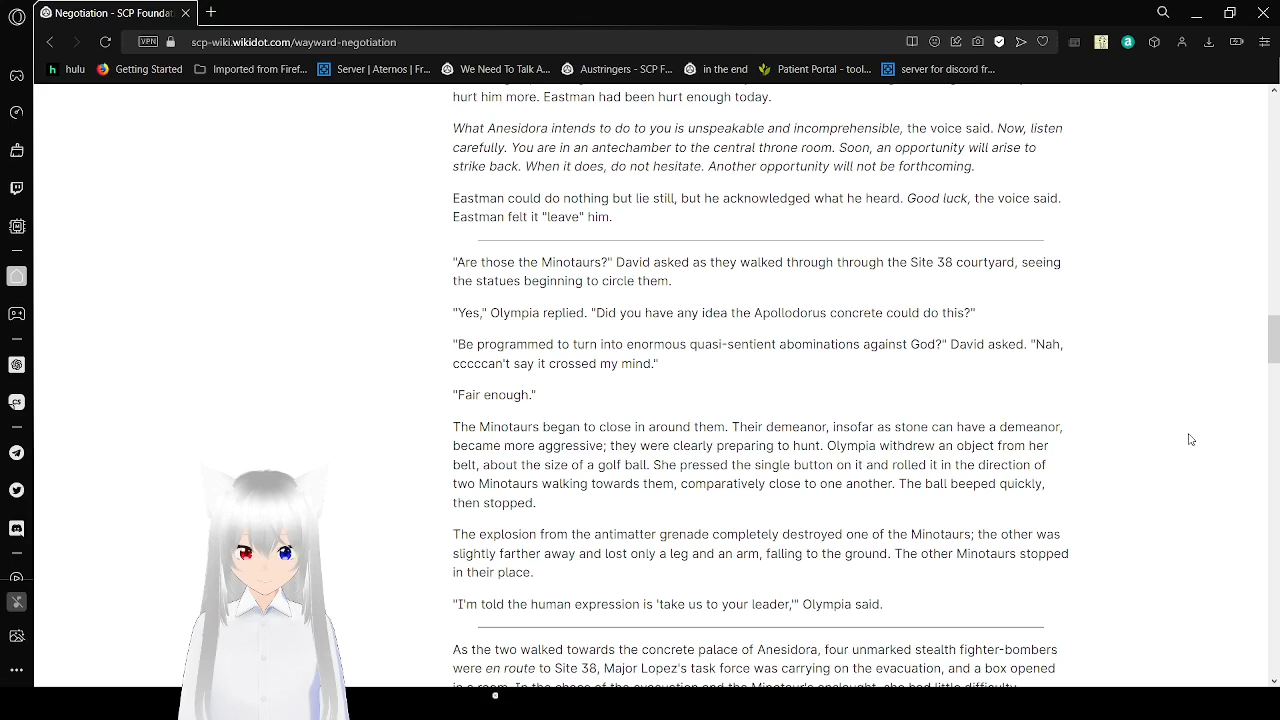 Negotiation - SCP Foundat
scp-wiki.wikidot.com/wayward-negotiation
VPN
hulu
Getting Started
Imported from Firef...
Server | Aternos | Fr...
We Need To Talk A...
Austringers - SCP F...
in the end
Patient Portal - tool...
server for discord fr...
hurt him more. Eastman had been hurt enough today.
What Anesidora intends to do to you is unspeakable and incomprehensible, the voice said. Now, listen
carefully. You are in an antechamber to the central throne room. Soon, an opportunity will arise to
strike back. When it does, do not hesitate. Another opportunity will not be forthcoming.
Eastman could do nothing but lie still, but he acknowledged what he heard. Good luck, the voice said.
Eastman felt it "leave" him.
"Are those the Minotaurs?" David asked as they walked through through the Site 38 courtyard, seeing
the statues beginning to circle them.
"Yes," Olympia replied. "Did you have any idea the Apollodorus concrete could do this?"
"Be programmed to turn into enormous quasi-sentient abominations against God?" David asked. "Nah,
cccccan't say it crossed my mind."
"Fair enough."
The Minotaurs began to close in around them. Their demeanor, insofar as stone can have a demeanor,
became more aggressive; they were clearly preparing to hunt. Olympia withdrew an object from her
belt, about the size of a golf ball. She pressed the single button on it and rolled it in the direction of
two Minotaurs walking towards them, comparatively close to one another. The ball beeped quickly,
then stopped.
The explosion from the antimatter grenade completely destroyed one of the Minotaurs; the other was
slightly farther away and lost only a leg and an arm, falling to the ground. The other Minotaurs stopped
in their place.
"I'm told the human expression is 'take us to your leader,'" Olympia said.
As the two walked towards the concrete palace of Anesidora, four unmarked stealth fighter-bombers
were en route to Site 38, Major Lopez's task force was carrying on the evacuation, and a box opened